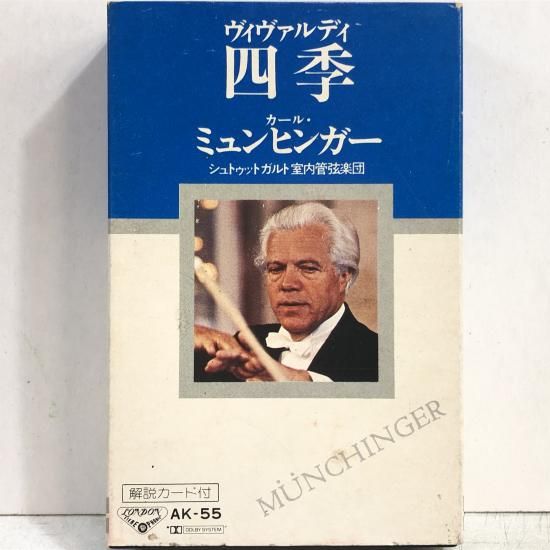 ヴィヴァルディ
四季
カール・
ミュンヒンガー
シュトゥットガルト室内管弦楽団
MÜNCHINGER
解説カード付
LONDON
STEREOPHONIC
AK-55
DOLBY SYSTEM